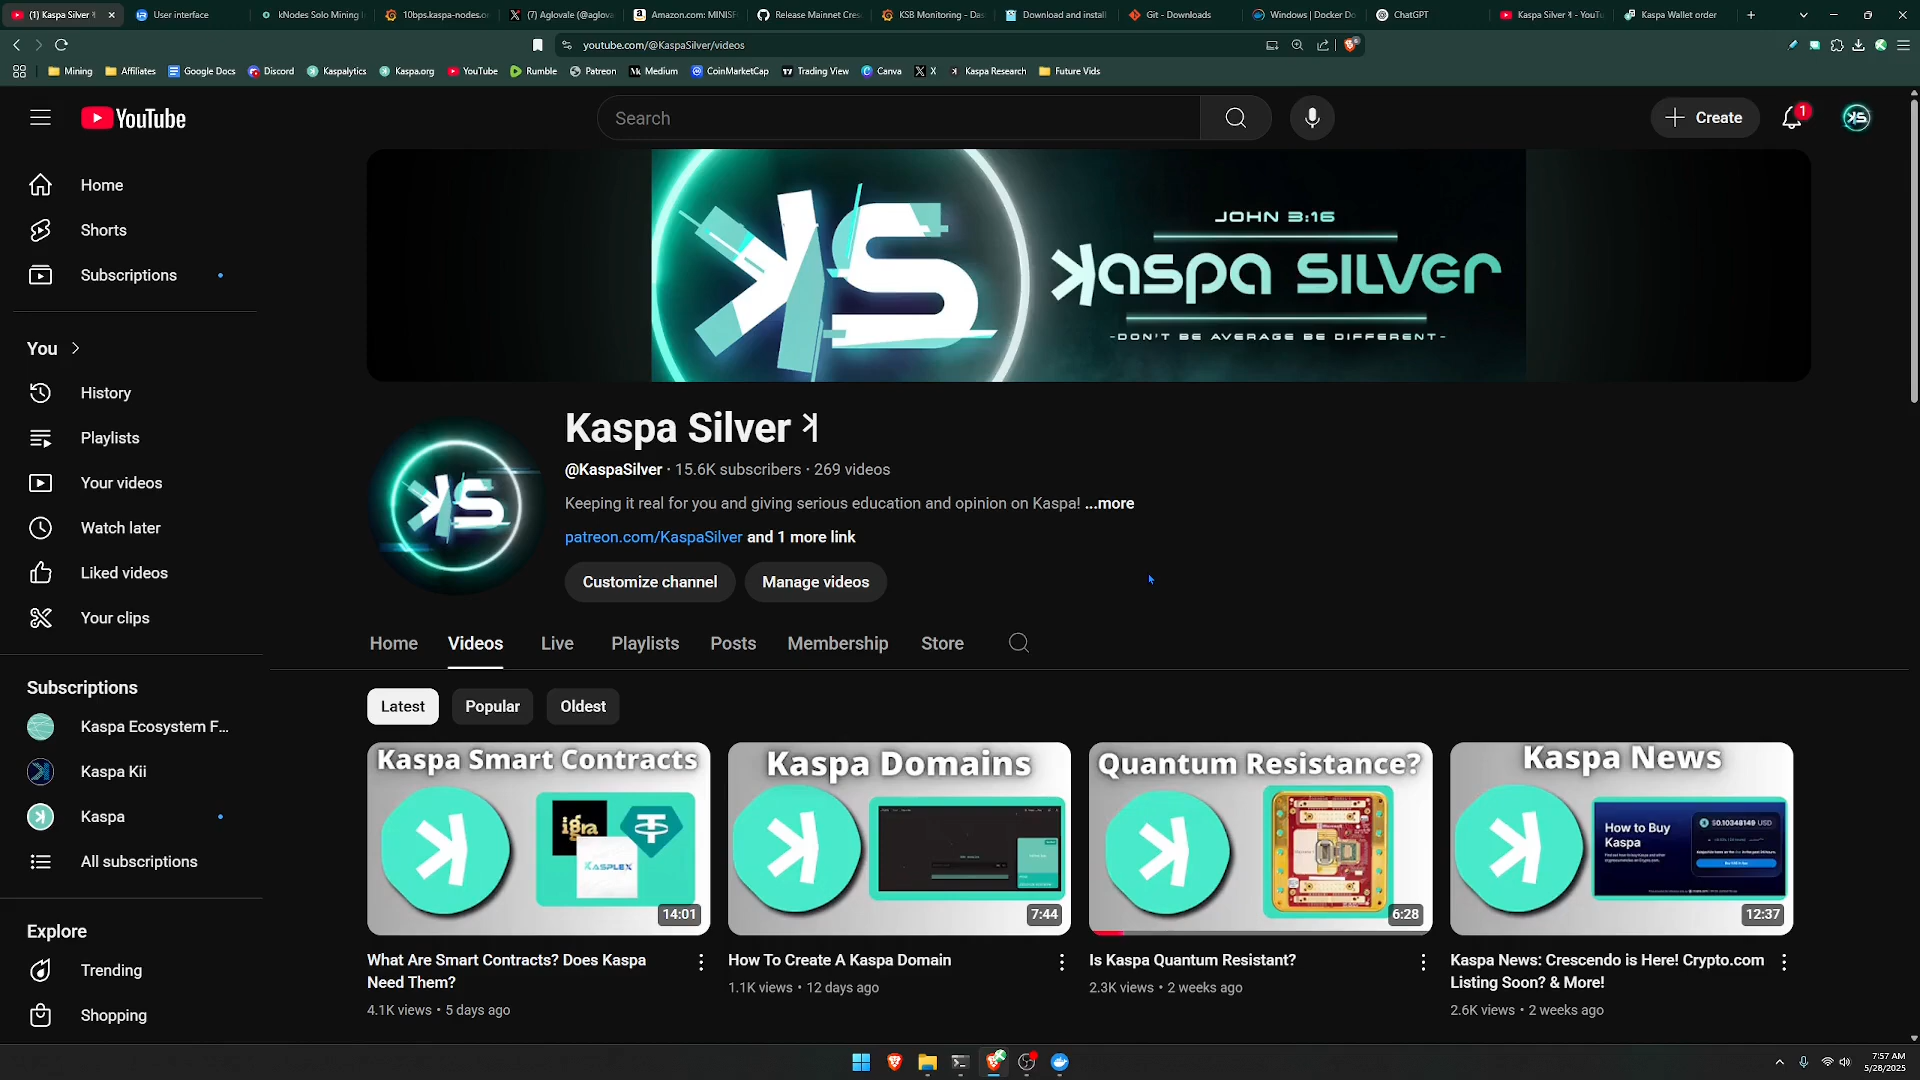 (1) Kaspa Silver
User interface
kNodes Solo Mining
10bps.kaspa-nodes.o
(7) Aglovale (@aglova
Amazon.com: MINISF
Release Mainnet Cres
KSB Monitoring - Da
Download and instal
Git - Downloads
Windows | Docker Do
ChatGPT
Kaspa Silver ꓘ - YouTu
Kaspa Wallet order
youtube.com/@KaspaSilver/videos
Mining
Affiliates
Google Docs
Discord
Kaspalytics
Kaspa.org
YouTube
Rumble
Patreon
Medium
CoinMarketCap
Trading View
Canva
X
Kaspa Research
Future Vids
YouTube
Search
Create
1
KS
Home
Shorts
Subscriptions
You
History
Playlists
Your videos
Watch later
Liked videos
Your clips
Subscriptions
Kaspa Ecosystem F...
Kaspa Kii
Kaspa
All subscriptions
Explore
Trending
Shopping
KS
JOHN 3:16
KASPA SILVER
-DON'T BE AVERAGE BE DIFFERENT-
KS
Kaspa Silver ꓘ
@KaspaSilver · 15.6K subscribers · 269 videos
Keeping it real for you and giving serious education and opinion on Kaspa! ...more
patreon.com/KaspaSilver and 1 more link
Customize channel
Manage videos
Home
Videos
Live
Playlists
Posts
Membership
Store
Latest
Popular
Oldest
Kaspa Smart Contracts
igra
KASPLEX
14:01
What Are Smart Contracts? Does Kaspa
Need Them?
4.1K views • 5 days ago
Kaspa Domains
7:44
How To Create A Kaspa Domain
1.1K views • 12 days ago
Quantum Resistance?
6:28
Is Kaspa Quantum Resistant?
2.3K views • 2 weeks ago
Kaspa News
How to Buy
Kaspa
$0.10348149 USD
12:37
Kaspa News: Crescendo is Here! Crypto.com
Listing Soon? & More!
2.6K views • 2 weeks ago
7:57 AM
5/28/2025